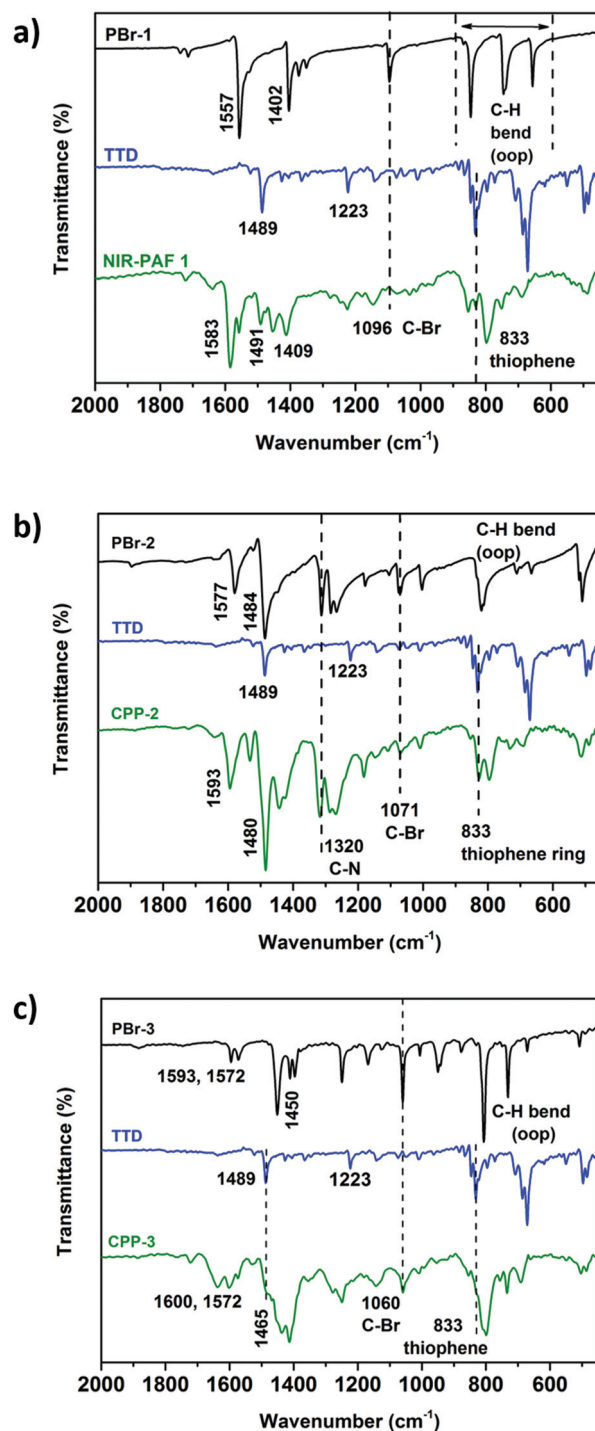 a)
PBr-1
1557
1402
C-H
bend
(oop)
TTD
1489
1223
NIR-PAF 1
1583
1491
1409
1096 C-Br
833
thiophene
Transmittance (%)
2000 1800 1600 1400 1200 1000 800 600
Wavenumber (cm-1)
b)
PBr-2
C-H bend
(oop)
1577
1484
TTD
1489
1223
CPP-2
1593
1480
1320
C-N
1071
C-Br
833
thiophene ring
Transmittance (%)
2000 1800 1600 1400 1200 1000 800 600
Wavenumber (cm-1)
c)
PBr-3
1593, 1572
1450
C-H bend
(oop)
TTD
1489
1223
CPP-3
1600, 1572
1465
1060
C-Br
833
thiophene
Transmittance (%)
2000 1800 1600 1400 1200 1000 800 600
Wavenumber (cm-1)